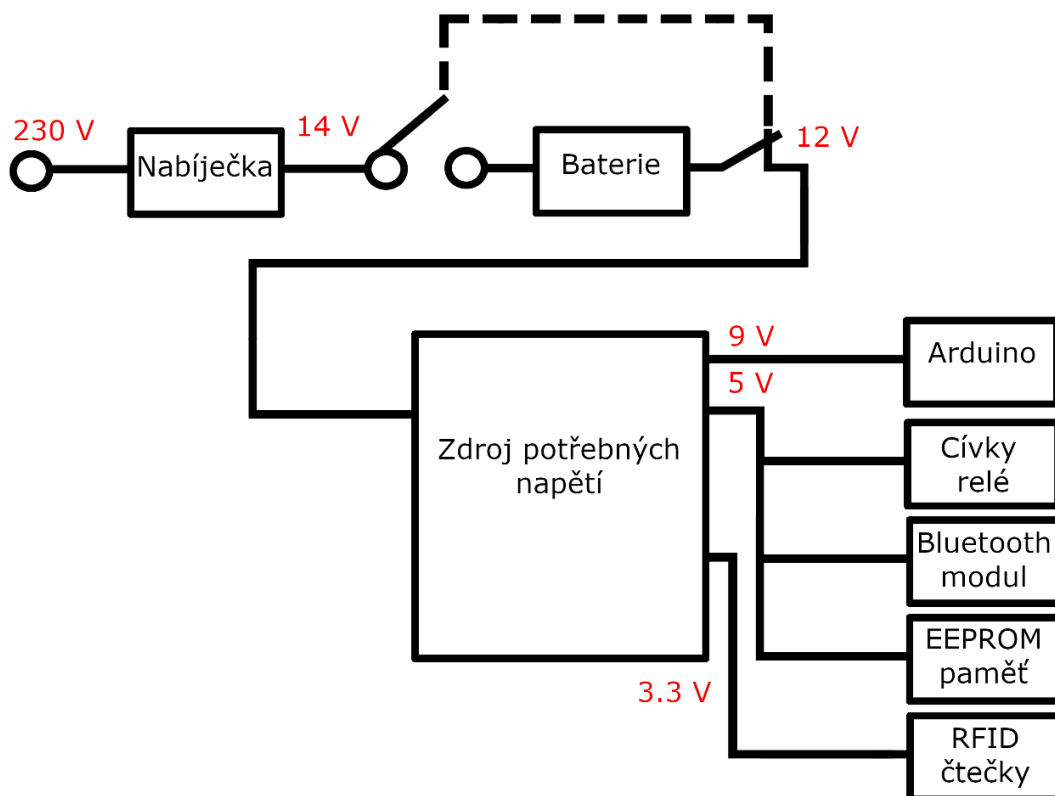 230 V
Nabíječka
14 V
Baterie
12 V
Zdroj potřebných
napětí
9 V
5 V
3.3 V
Arduino
Cívky
relé
Bluetooth
modul
EEPROM
paměť
RFID
čtečky